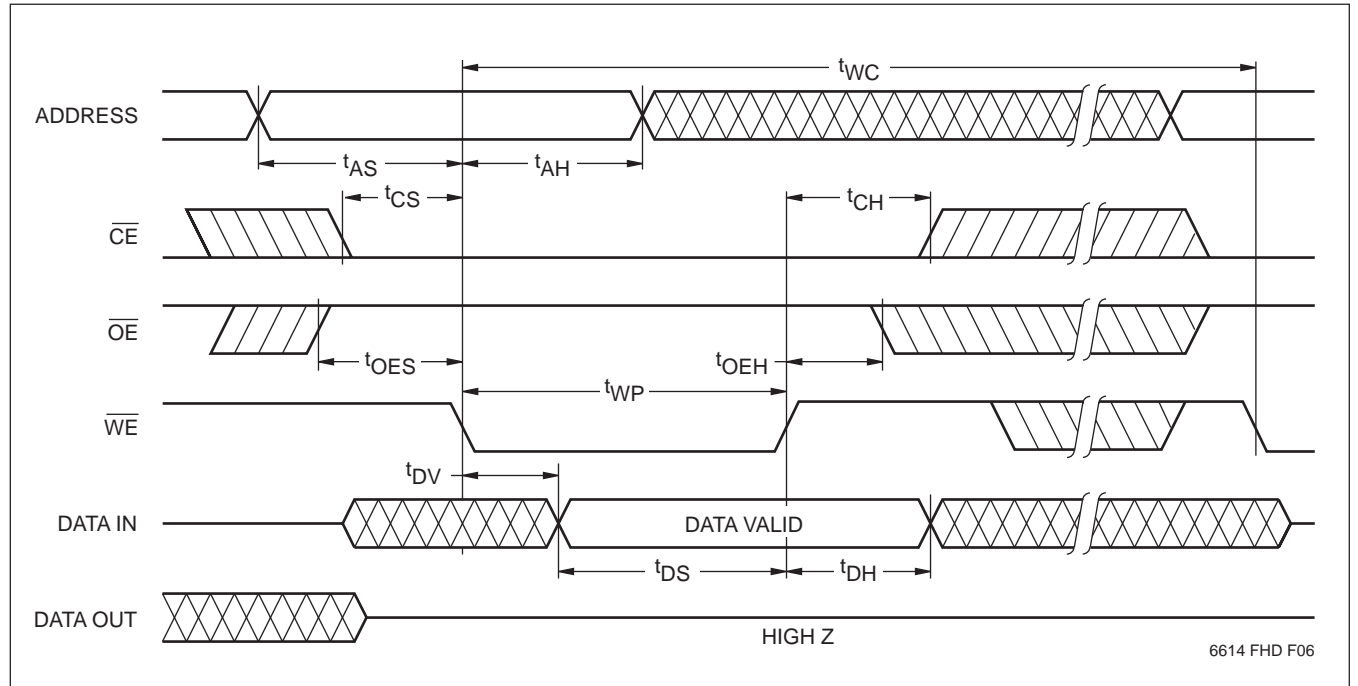 tWC
ADDRESS
tAS
tAH
tCS
tCH
CE
OE
tOES
tOEH
tWP
WE
tDV
DATA IN
DATA VALID
tDS
tDH
DATA OUT
HIGH Z
6614 FHD F06